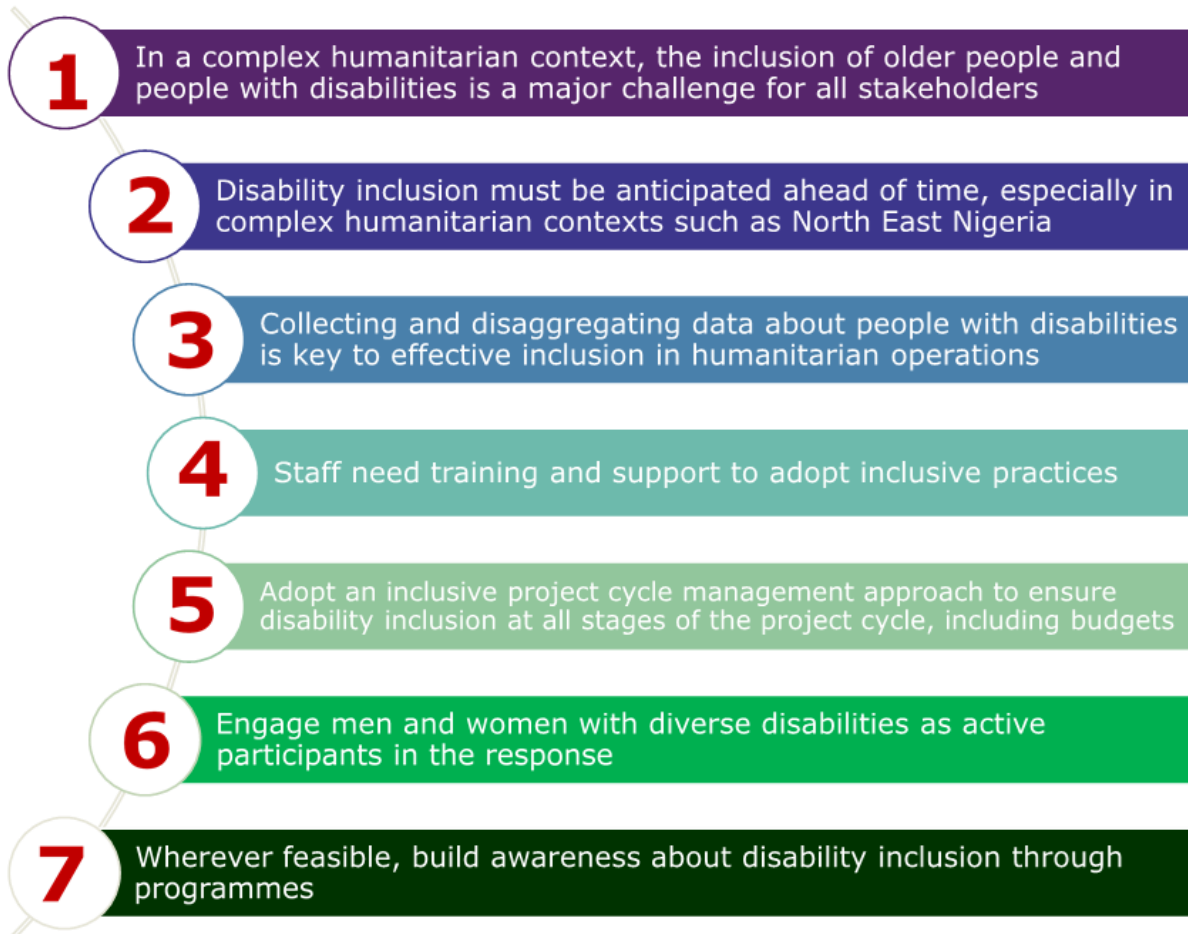 1
In a complex humanitarian context, the inclusion of older people and
people with disabilities is a major challenge for all stakeholders
2
Disability inclusion must be anticipated ahead of time, especially in
complex humanitarian contexts such as North East Nigeria
3
Collecting and disaggregating data about people with disabilities
is key to effective inclusion in humanitarian operations
4
Staff need training and support to adopt inclusive practices
5
Adopt an inclusive project cycle management approach to ensure
disability inclusion at all stages of the project cycle, including budgets
6
Engage men and women with diverse disabilities as active
participants in the response
7
Wherever feasible, build awareness about disability inclusion through
programmes